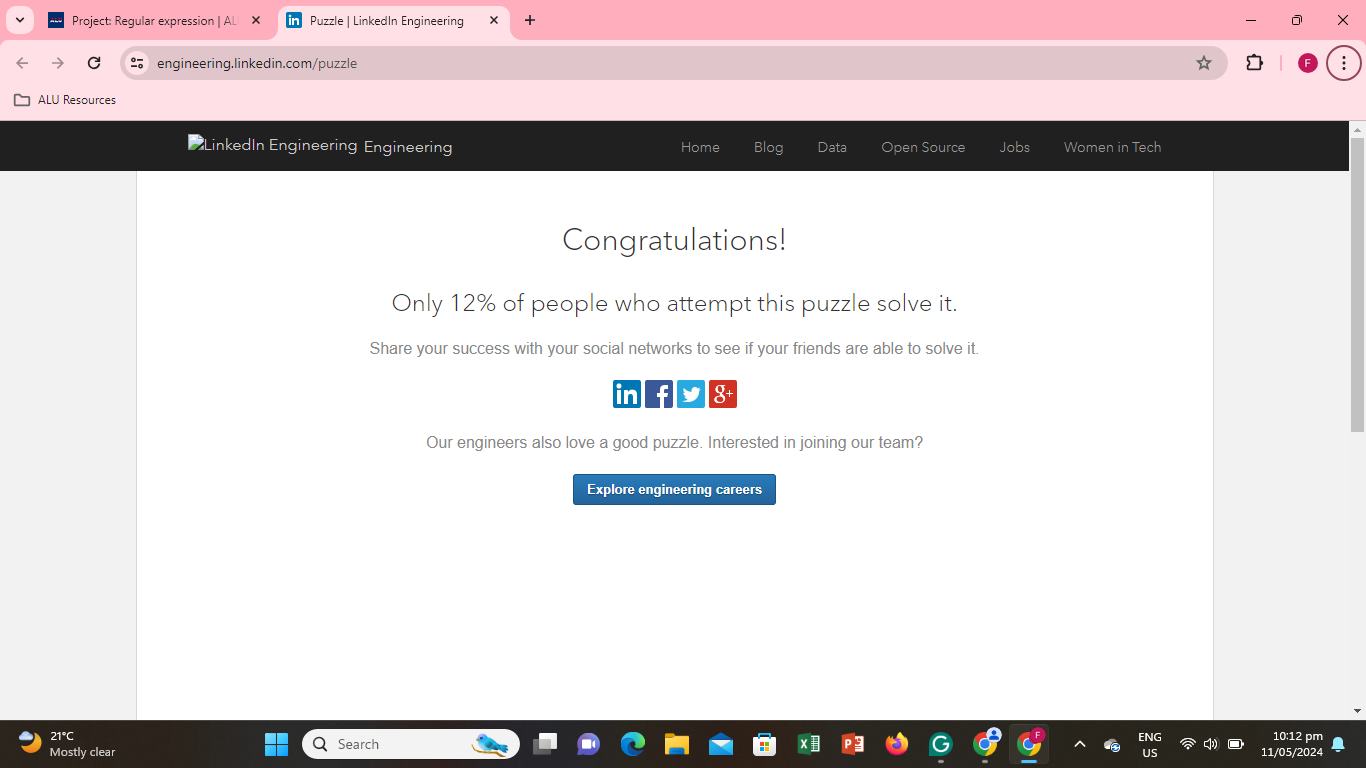 Project: Regular expression | AL
Puzzle | LinkedIn Engineering
engineering.linkedin.com/puzzle
F
ALU Resources
LinkedIn Engineering Engineering
Home Blog Data Open Source Jobs Women in Tech
Congratulations!
Only 12% of people who attempt this puzzle solve it.
Share your success with your social networks to see if your friends are able to solve it.
in f g+
Our engineers also love a good puzzle. Interested in joining our team?
Explore engineering careers
21°C
Mostly clear
Search
ENG
US
10:12 pm
11/05/2024